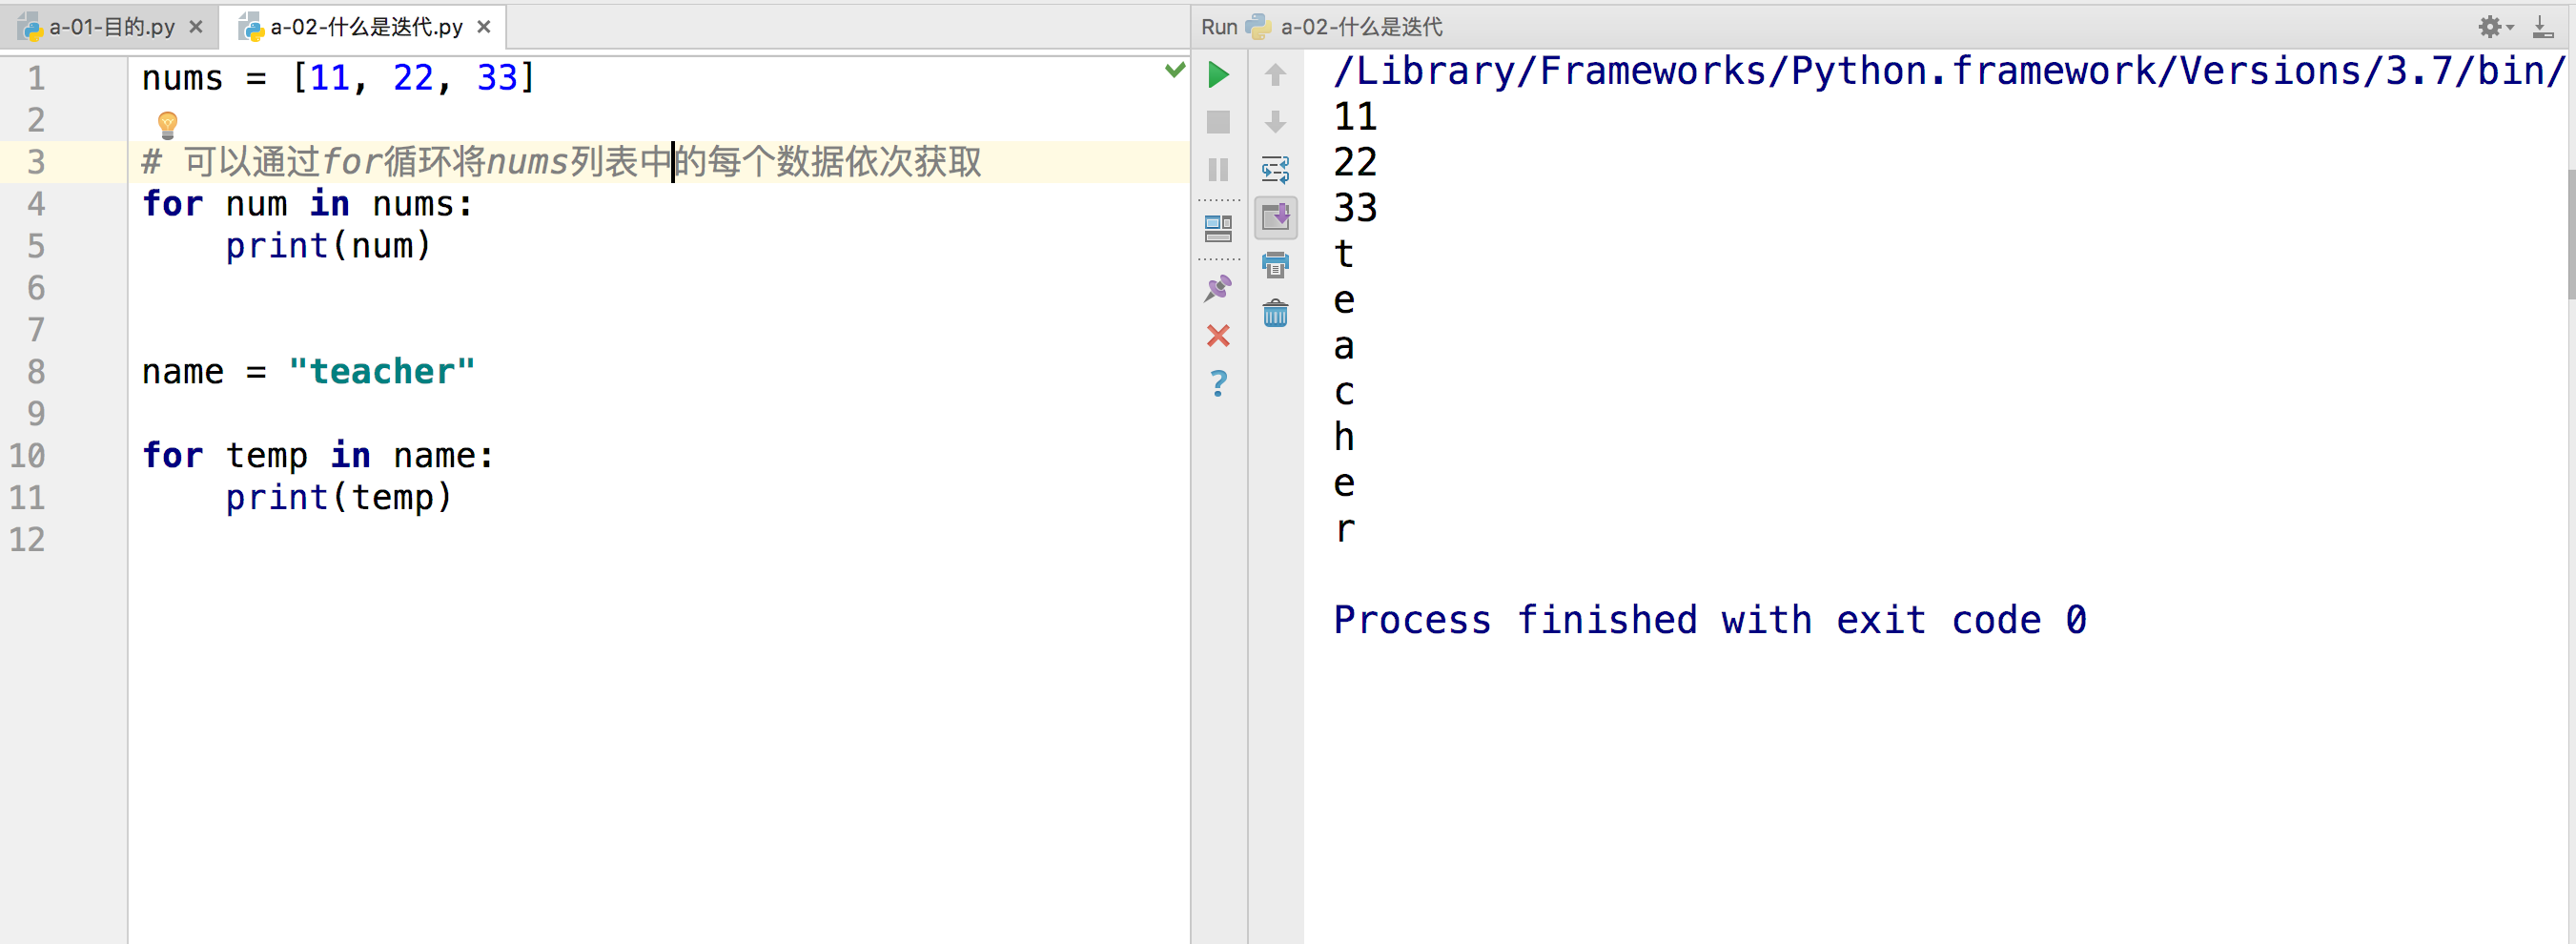 a-01-目的.py
a-02-什么是迭代.py
1 nums = [11, 22, 33]
2
3 # 可以通过for循环将nums列表中的每个数据依次获取
4 for num in nums:
5     print(num)
6
7
8 name = "teacher"
9
10 for temp in name:
11     print(temp)
12
Run a-02-什么是迭代
/Library/Frameworks/Python.framework/Versions/3.7/bin/
11
22
33
t
e
a
c
h
e
r
Process finished with exit code 0